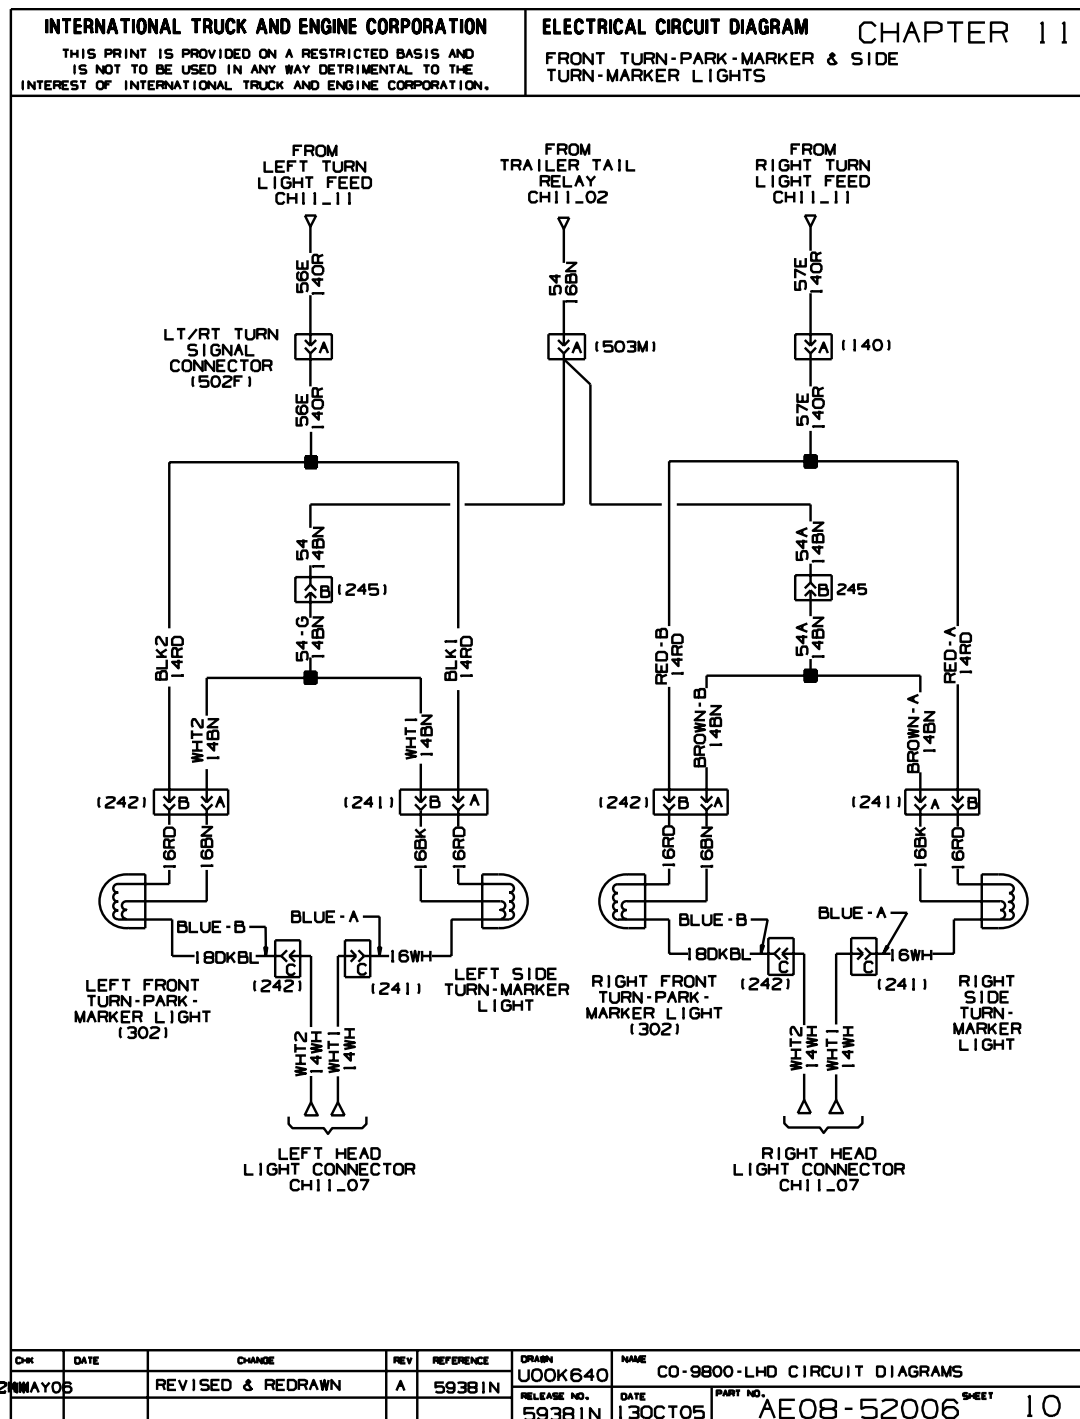 INTERNATIONAL TRUCK AND ENGINE CORPORATION
THIS PRINT IS PROVIDED ON A RESTRICTED BASIS AND
IS NOT TO BE USED IN ANY WAY DETRIMENTAL TO THE
INTEREST OF INTERNATIONAL TRUCK AND ENGINE CORPORATION.
ELECTRICAL CIRCUIT DIAGRAM
CHAPTER 11
FRONT TURN-PARK-MARKER & SIDE
TURN-MARKER LIGHTS
FROM
LEFT TURN
LIGHT FEED
CH11_11
FROM
TRAILER TAIL
RELAY
CH11_02
FROM
RIGHT TURN
LIGHT FEED
CH11_11
56E
14OR
54
16BN
57E
14OR
LT/RT TURN
SIGNAL
CONNECTOR
(502F)
A
A
(503M)
A
(140)
56E
14OR
57E
14OR
54
14BN
54A
14BN
B
(245)
B
245
BLK2
14RD
54-G
14BN
BLK1
14RD
RED-B
14RD
54A
14BN
RED-A
14RD
WHT2
14BN
WHT1
14BN
BROWN-B
14BN
BROWN-A
14BN
(242)
B
A
(241)
B
A
(242)
B
A
(241)
A
B
16RD
16BN
16BK
16RD
16RD
16BN
16BK
16RD
BLUE-B
BLUE-A
BLUE-B
BLUE-A
18DKBL
C
C
16WH
18DKBL
C
C
16WH
(242)
(241)
(242)
(241)
LEFT FRONT
TURN-PARK-
MARKER LIGHT
(302)
LEFT SIDE
TURN-MARKER
LIGHT
RIGHT FRONT
TURN-PARK-
MARKER LIGHT
(302)
RIGHT
SIDE
TURN-
MARKER
LIGHT
WHT2
14WH
WHT1
14WH
WHT2
14WH
WHT1
14WH
LEFT HEAD
LIGHT CONNECTOR
CH11_07
RIGHT HEAD
LIGHT CONNECTOR
CH11_07
CHK
DATE
CHANGE
REV
REFERENCE
DRAWN
U00K640
NAME
CO-9800-LHD CIRCUIT DIAGRAMS
REVISED & REDRAWN
A
59381N
RELEASE NO.
59381N
DATE
13OCT05
PART NO.
AE08-52006
SHEET
10